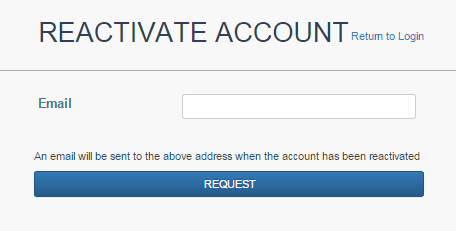 REACTIVATE ACCOUNT Return to Login
Email
An email will be sent to the above address when the account has been reactivated
REQUEST